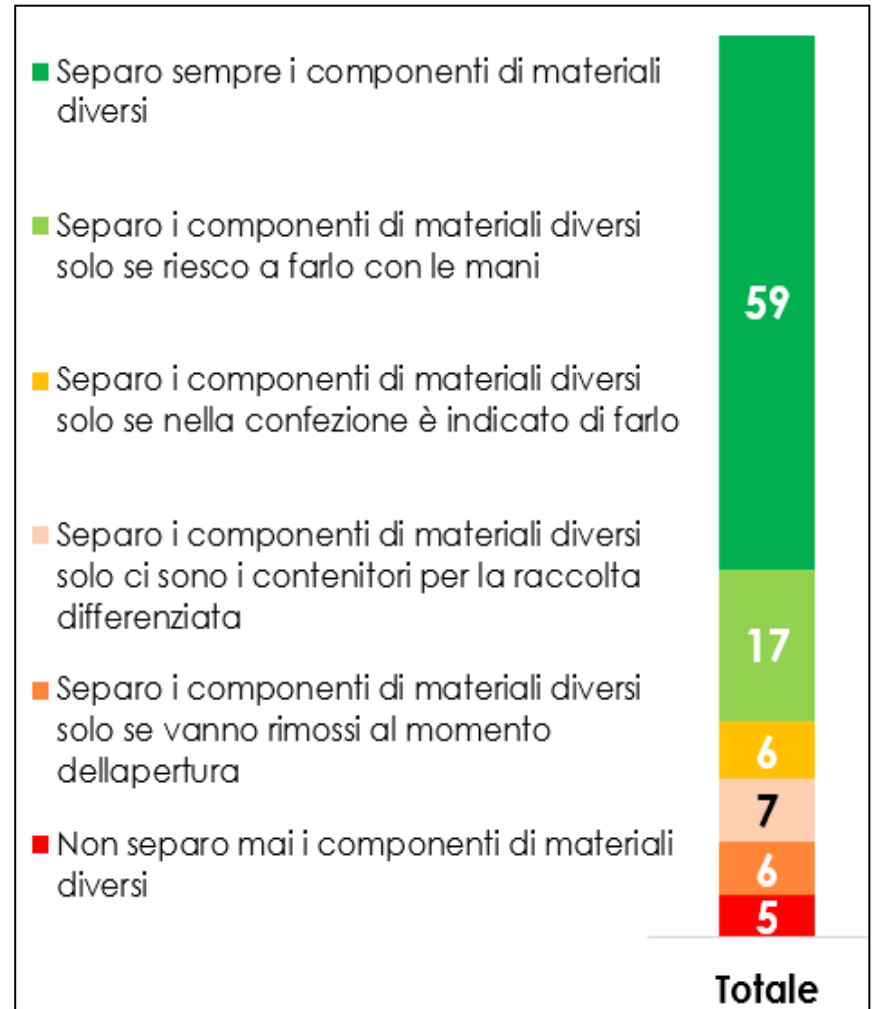 Separo sempre i componenti di materiali
diversi
Separo i componenti di materiali diversi
solo se riesco a farlo con le mani
Separo i componenti di materiali diversi
solo se nella confezione è indicato di farlo
Separo i componenti di materiali diversi
solo ci sono i contenitori per la raccolta
differenziata
Separo i componenti di materiali diversi
solo se vanno rimossi al momento
dellapertura
Non separo mai i componenti di materiali
diversi
59
17
6
7
6
5
Totale